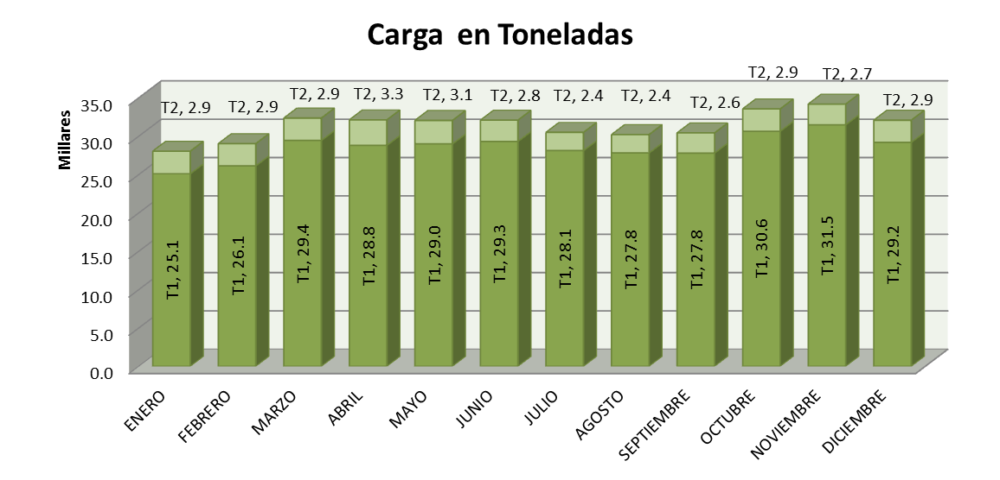 Carga en Toneladas
Millares
35.0
30.0
25.0
20.0
15.0
10.0
5.0
0.0
T2, 2.9
T2, 2.9
T2, 2.9
T2, 3.3
T2, 3.1
T2, 2.8
T2, 2.4
T2, 2.4
T2, 2.6
T2, 2.9
T2, 2.7
T2, 2.9
T1, 25.1
T1, 26.1
T1, 29.4
T1, 28.8
T1, 29.0
T1, 29.3
T1, 28.1
T1, 27.8
T1, 27.8
T1, 30.6
T1, 31.5
T1, 29.2
ENERO
FEBRERO
MARZO
ABRIL
MAYO
JUNIO
JULIO
AGOSTO
SEPTIEMBRE
OCTUBRE
NOVIEMBRE
DICIEMBRE